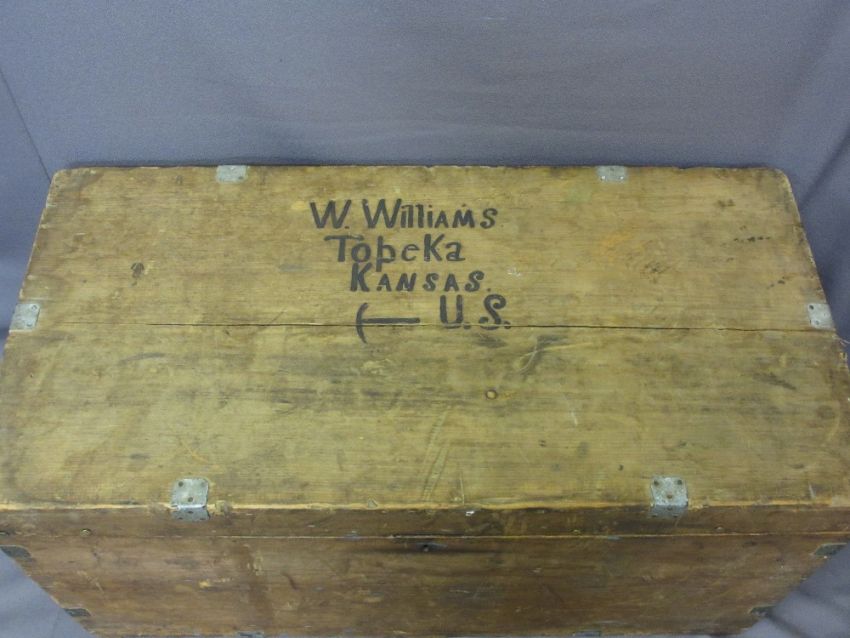 W. Williams
Topeka
Kansas.
U.S.